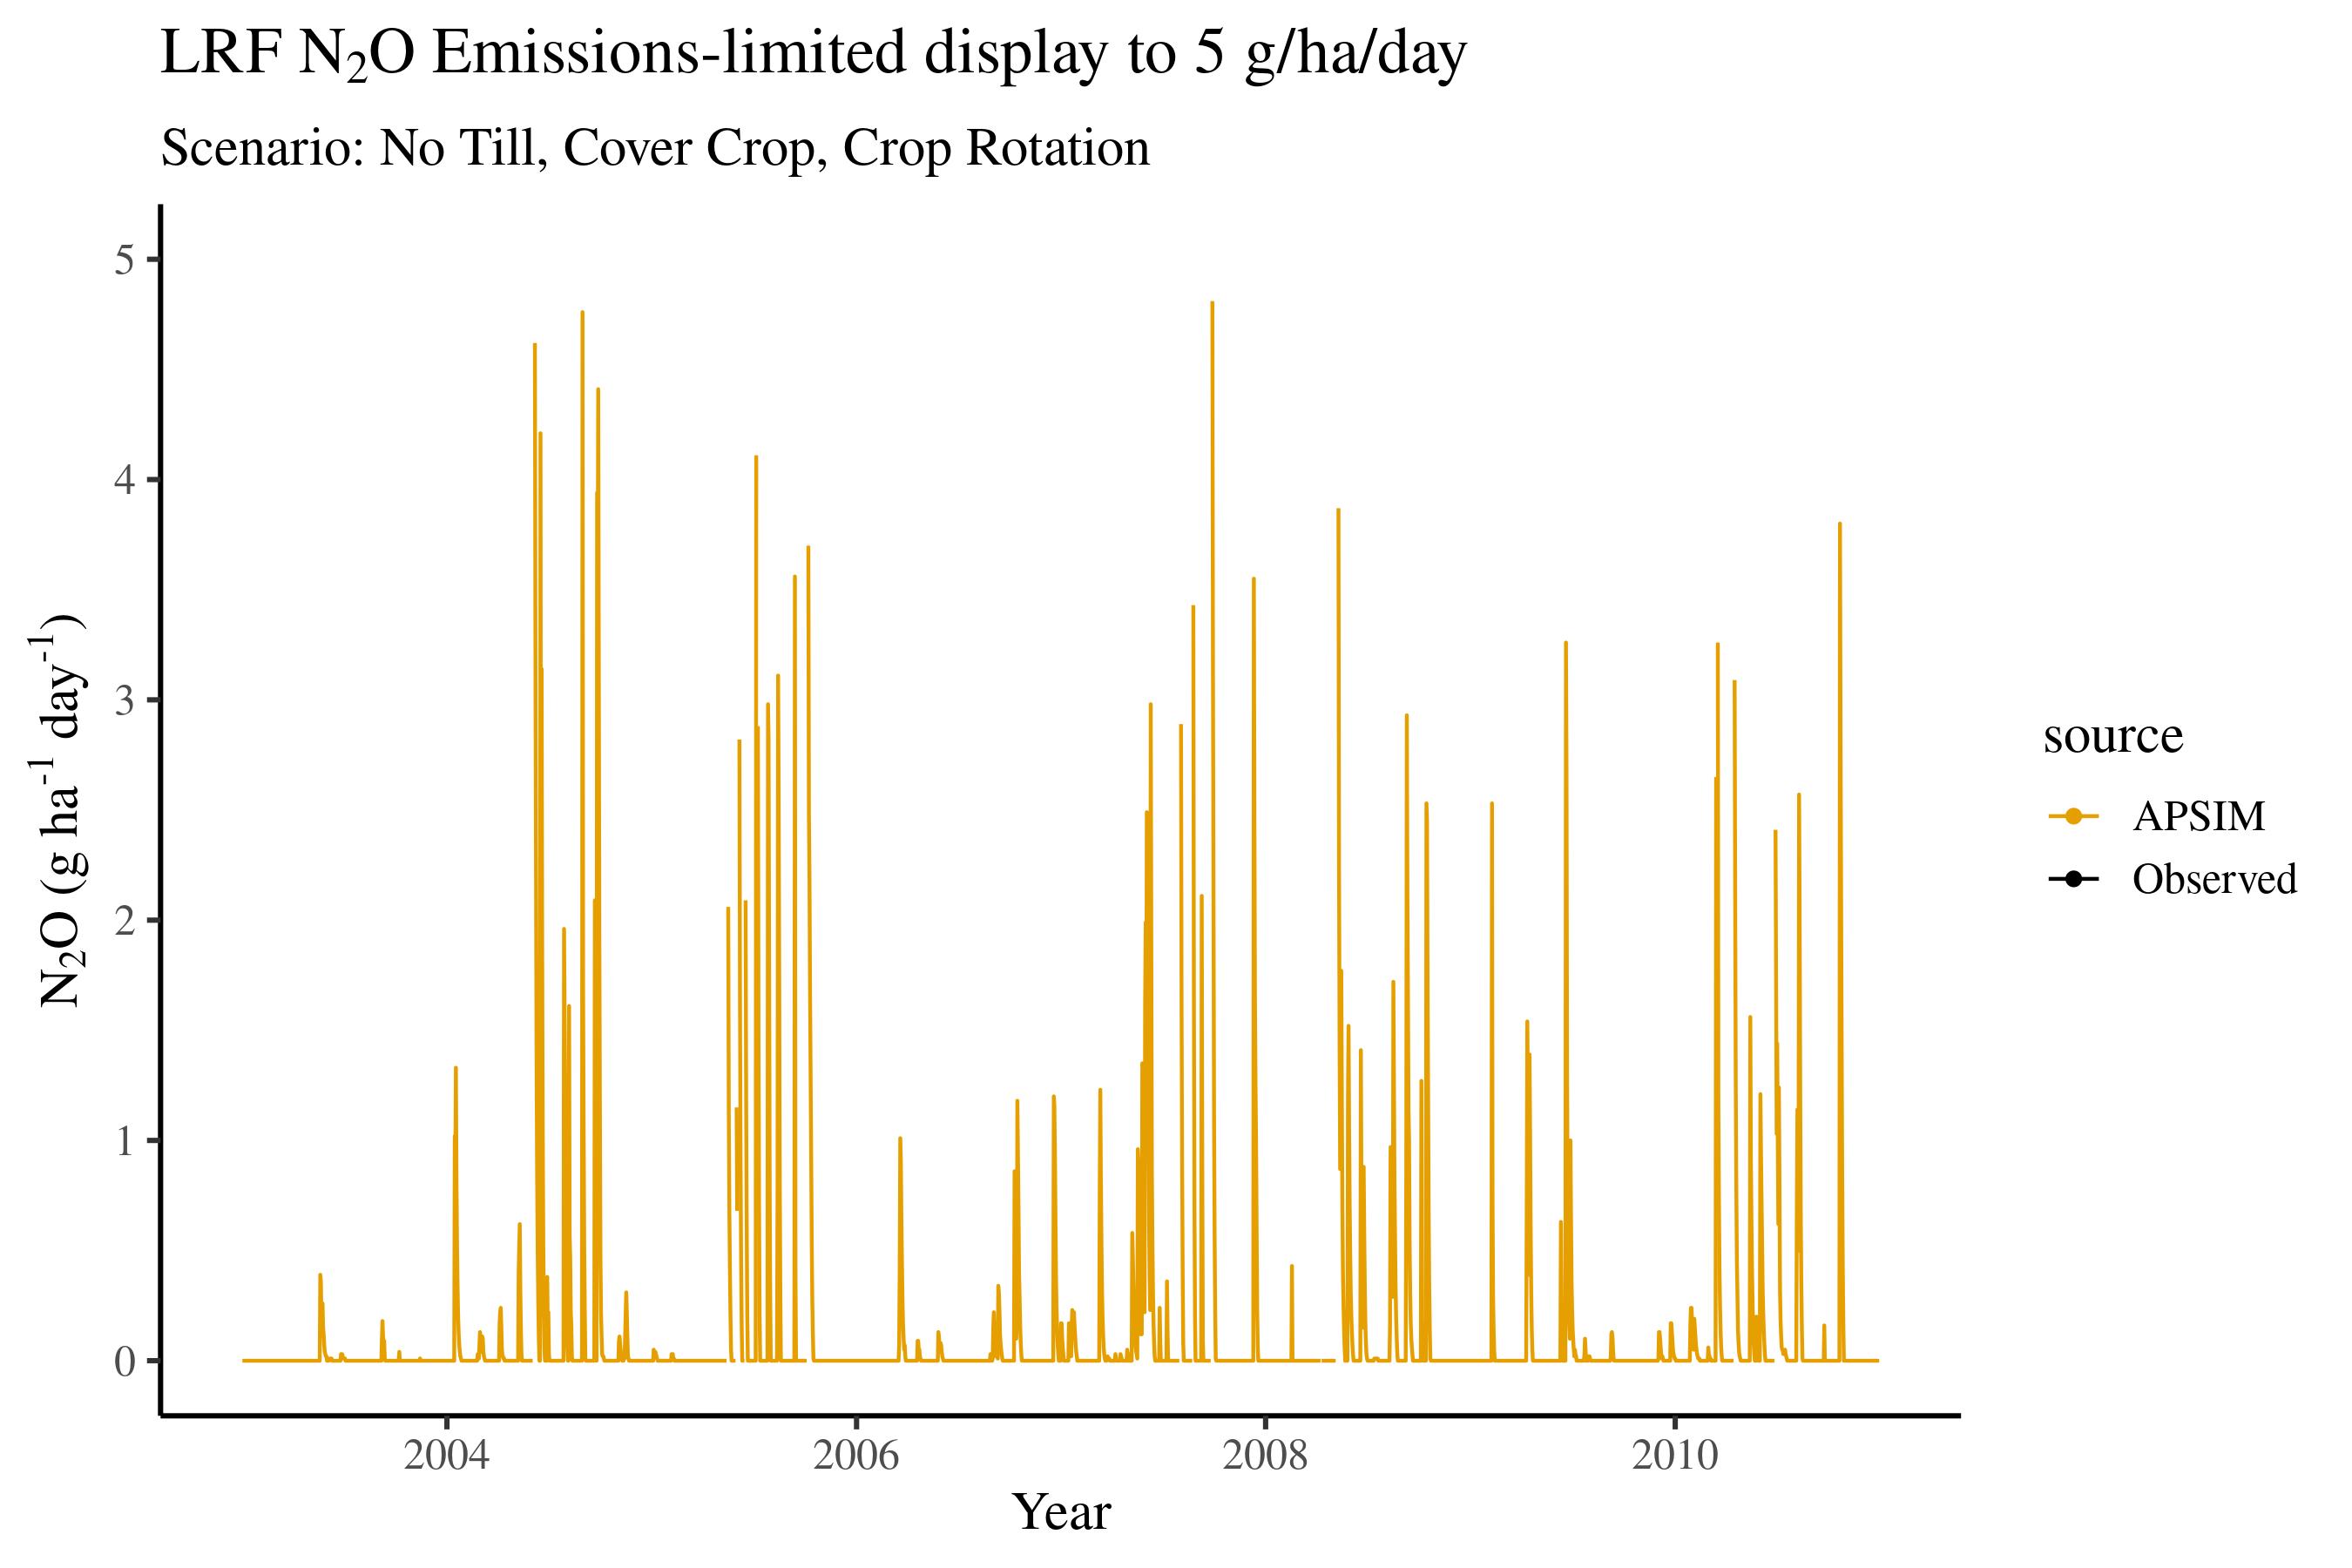 LRF N₂O Emissions-limited display to 5 g/ha/day
Scenario: No Till, Cover Crop, Crop Rotation
5
4
3
2
1
0
N₂O (g ha⁻¹ day⁻¹)
2004 2006 2008 2010
Year
source
APSIM
Observed